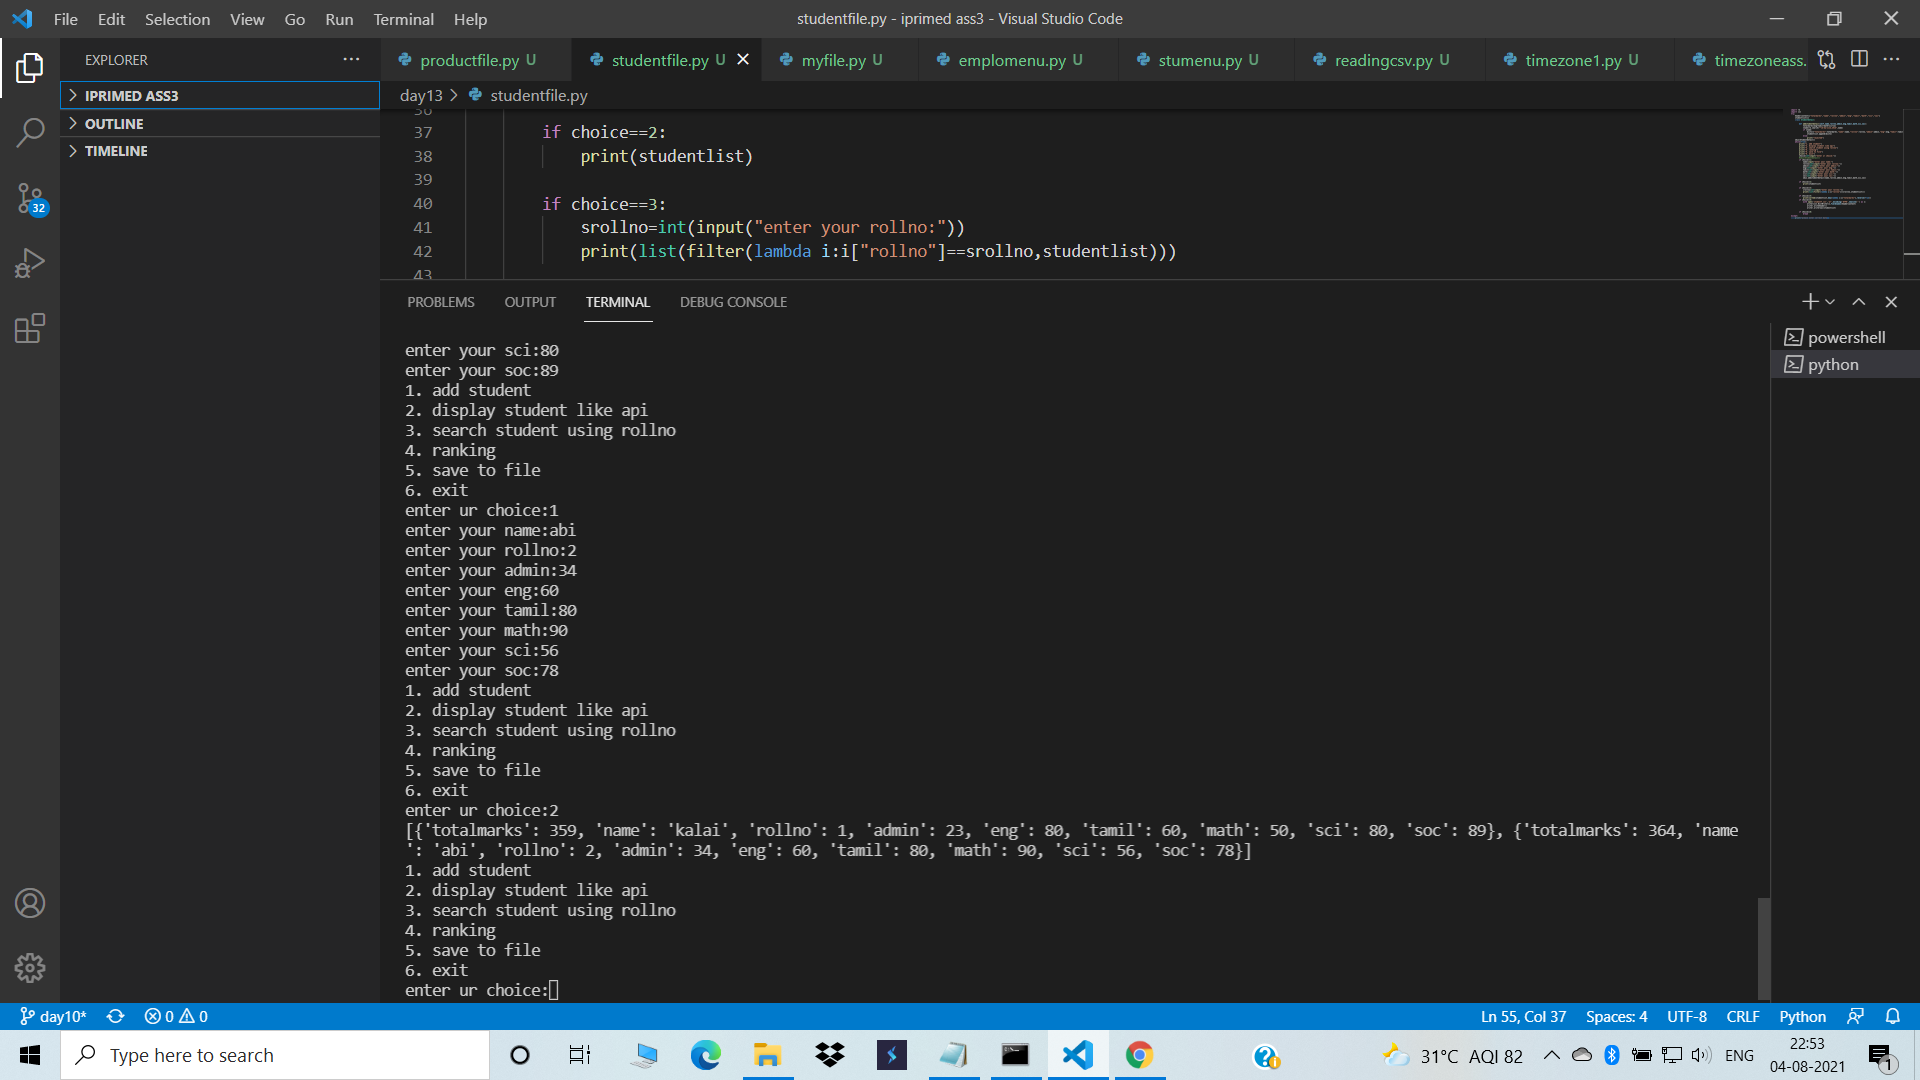 File Edit Selection View Go Run Terminal Help
studentfile.py - iprimed ass3 - Visual Studio Code
EXPLORER
IPRIMED ASS3
OUTLINE
TIMELINE
32
productfile.py U
studentfile.py U
myfile.py U
emplomenu.py U
stumenu.py U
readingcsv.py U
timezone1.py U
timezoneass.
day13 > studentfile.py
36
37 if choice==2:
38 print(studentlist)
39
40 if choice==3:
41 srollno=int(input("enter your rollno:"))
42 print(list(filter(lambda i:i["rollno"]==srollno,studentlist)))
43
PROBLEMS OUTPUT TERMINAL DEBUG CONSOLE
powershell
python
enter your sci:80
enter your soc:89
1. add student
2. display student like api
3. search student using rollno
4. ranking
5. save to file
6. exit
enter ur choice:1
enter your name:abi
enter your rollno:2
enter your admin:34
enter your eng:60
enter your tamil:80
enter your math:90
enter your sci:56
enter your soc:78
1. add student
2. display student like api
3. search student using rollno
4. ranking
5. save to file
6. exit
enter ur choice:2
[{'totalmarks': 359, 'name': 'kalai', 'rollno': 1, 'admin': 23, 'eng': 80, 'tamil': 60, 'math': 50, 'sci': 80, 'soc': 89}, {'totalmarks': 364, 'name
': 'abi', 'rollno': 2, 'admin': 34, 'eng': 60, 'tamil': 80, 'math': 90, 'sci': 56, 'soc': 78}]
1. add student
2. display student like api
3. search student using rollno
4. ranking
5. save to file
6. exit
enter ur choice:
day10* 0 0
Ln 55, Col 37 Spaces: 4 UTF-8 CRLF Python
Type here to search
31°C AQI 82
ENG
22:53
04-08-2021
1